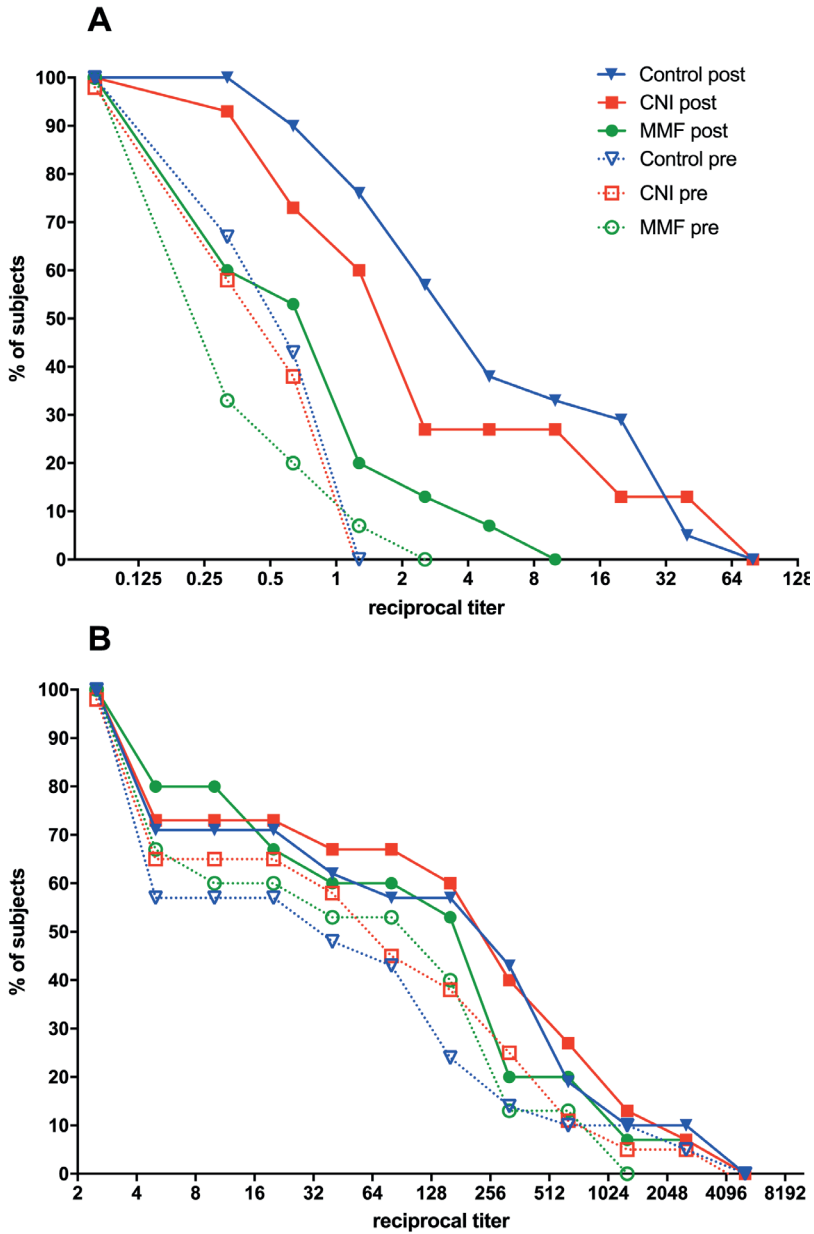 A
Control post
CNI post
MMF post
Control pre
CNI pre
MMF pre
% of subjects
100
90
80
70
60
50
40
30
20
10
0
0.125 0.25 0.5 1 2 4 8 16 32 64 128
reciprocal titer
B
% of subjects
100
90
80
70
60
50
40
30
20
10
0
2 4 8 16 32 64 128 256 512 1024 2048 4096 8192
reciprocal titer